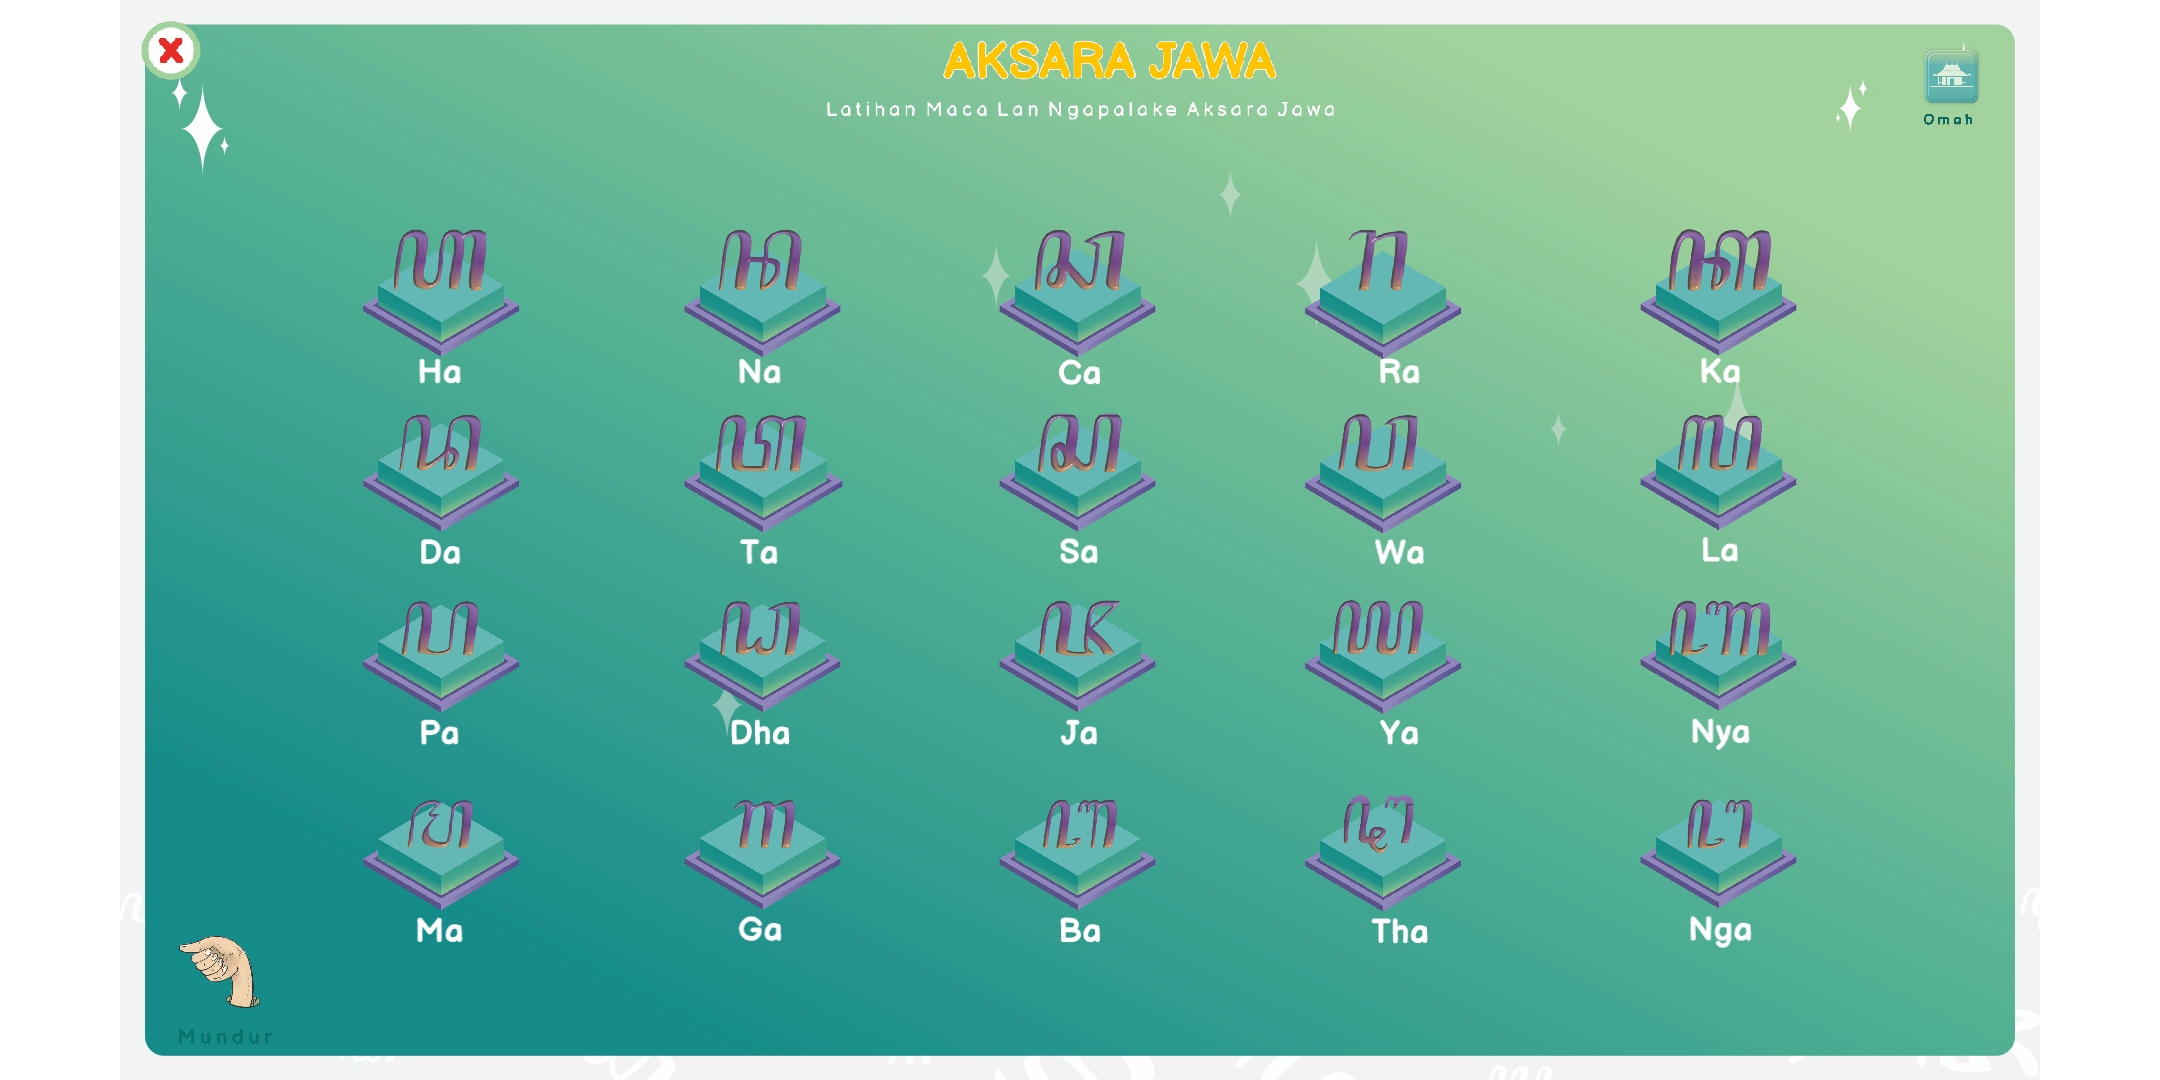 AKSARA JAWA
Latihan Maca Lan Ngapalake Aksara Jawa
Omah
ꦲ ꦤ ꦕ ꦫ ꦏ
Ha Na Ca Ra Ka
ꦢ ꦠ ꦱ ꦮ ꦭ
Da Ta Sa Wa La
ꦥ ꦝ ꦗ ꦪ ꦚ
Pa Dha Ja Ya Nya
ꦩ ꦒ ꦧ ꦛ ꦔ
Ma Ga Ba Tha Nga
Mundur